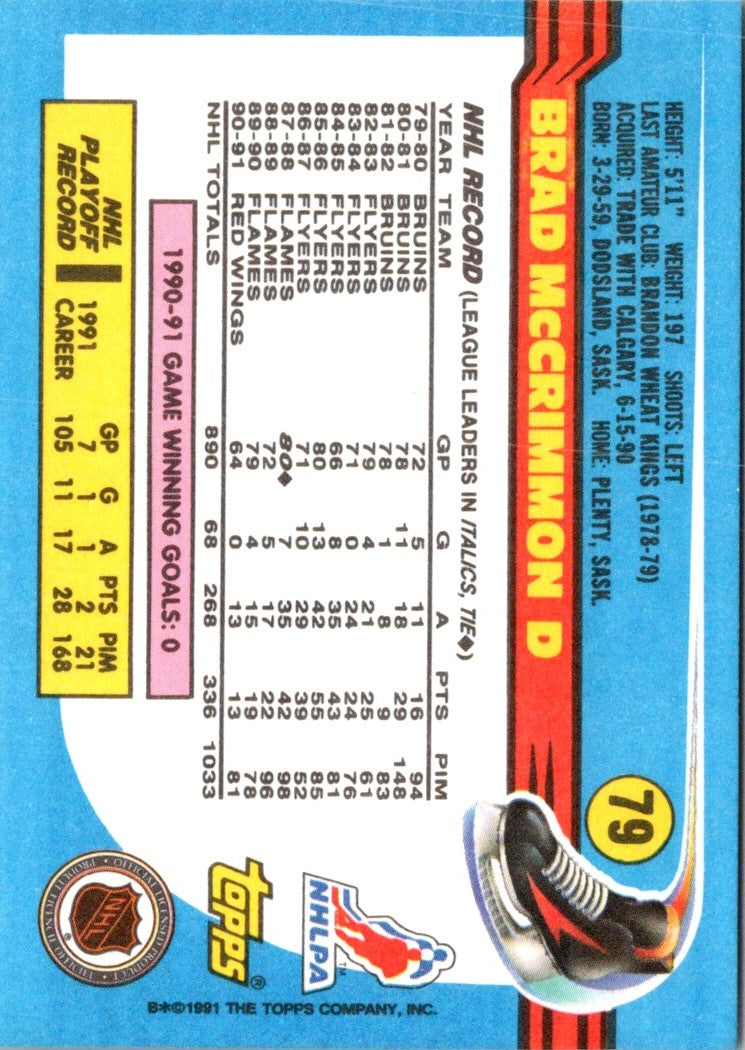 79
HEIGHT: 5'11" WEIGHT: 197 SHOOTS: LEFT
LAST AMATEUR CLUB: BRANDON WHEAT KINGS (1978-79)
ACQUIRED: TRADE WITH CALGARY, 6-15-90
BORN: 3-29-59, DODSLAND, SASK. HOME: PLENTY, SASK.
BRAD McCRIMMON D
NHL RECORD (LEAGUE LEADERS IN ITALICS, TIE◆)
YEAR TEAM GP G A PTS PIM
79-80 BRUINS 72 5 11 16 94
80-81 BRUINS 78 11 18 29 148
81-82 BRUINS 78 1 8 9 83
82-83 FLYERS 79 4 21 25 61
83-84 FLYERS 71 0 24 24 76
84-85 FLYERS 66 8 35 43 81
85-86 FLYERS 80 13 42 55 85
86-87 FLYERS 71 10 29 39 52
87-88 FLAMES 80◆ 7 35 42 98
88-89 FLAMES 72 5 17 22 96
89-90 FLAMES 79 4 15 19 78
90-91 RED WINGS 64 0 13 13 81
NHL TOTALS 890 68 268 336 1033
1990-91 GAME WINNING GOALS: 0
NHL PLAYOFF RECORD
GP G A PTS PIM
1991 7 1 1 2 21
CAREER 105 11 17 28 168
NHLPA™
TOPPS®
NHL
®
B*©1991 THE TOPPS COMPANY, INC.